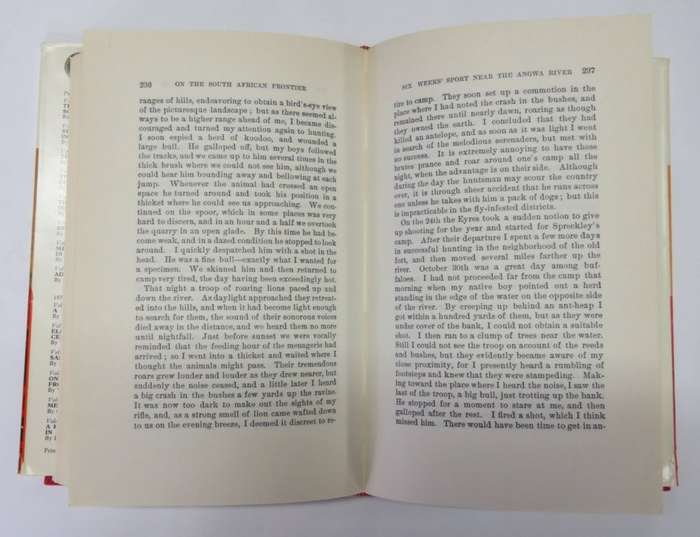 296 ON THE SOUTH AFRICAN FRONTIER
ranges of hills, endeavoring to obtain a bird's-eye view
of the picturesque landscape; but as there seemed al-
ways to be a higher range ahead of me, I became dis-
couraged and turned my attention again to hunting.
I soon espied a herd of koodoo, and wounded a
large bull. He galloped off, but my boys followed
the tracks, and we came up to him several times in the
thick brush where we could not see him, although we
could hear him bounding away and bellowing at each
jump. Whenever the animal had crossed an open
space he turned around and took his position in a
thicket where he could see us approaching. We con-
tinued on the spoor, which in some places was very
hard to discern, and in an hour and a half we overtook
the quarry in an open glade. By this time he had be-
come weak, and in a dazed condition he stopped to look
around. I quickly despatched him with a shot in the
head. He was a fine bull—exactly what I wanted for
a specimen. We skinned him and then returned to
camp very tired, the day having been exceedingly hot.
That night a troop of roaring lions paced up and
down the river. As daylight approached they retreat-
ed into the hills, and when it had become light enough
to search for them, the sound of their sonorous voices
died away in the distance, and we heard them no more
until nightfall. Just before sunset we were vocally
reminded that the feeding hour of the menagerie had
arrived; so I went into a thicket and waited where I
thought the animals might pass. Their tremendous
roars grew louder and louder as they drew nearer, but
suddenly the noise ceased, and a little later I heard
a big crash in the bushes a few yards up the ravine.
It was now too dark to make out the sights of my
rifle, and, as a strong smell of lion came wafted down
to us on the evening breeze, I deemed it discreet to re-
SIX WEEKS' SPORT NEAR THE ANGWA RIVER 297
tire to camp. They soon set up a commotion in the
place where I had noted the crash in the bushes, and
remained there until nearly dawn, roaring as though
they owned the earth. I concluded that they had
killed an antelope, and as soon as it was light I went
in search of the melodious serenaders, but met with
no success. It is extremely annoying to have those
brutes prance and roar around one's camp all the
night, when the advantage is on their side. Although
during the day the huntsman may scour the country
over, it is through sheer accident that he runs across
one unless he takes with him a pack of dogs; but this
is impracticable in the fly-infested districts.
On the 24th the Eyres took a sudden notion to give
up shooting for the year and started for Spreckley's
camp. After their departure I spent a few more days
in successful hunting in the neighborhood of the old
fort, and then moved several miles farther up the
river. October 30th was a great day among buf-
faloes. I had not proceeded far from the camp that
morning when my native boy pointed out a herd
standing in the edge of the water on the opposite side
of the river. By creeping up behind an ant-heap I
got within a hundred yards of them, but as they were
under cover of the bank, I could not obtain a suitable
shot. I then ran to a clump of trees near the water.
Still I could not see the troop on account of the reeds
and bushes, but they evidently became aware of my
close proximity, for I presently heard a rumbling of
footsteps and knew that they were stampeding. Mak-
ing toward the place where I heard the noise, I saw the
last of the troop, a big bull, just trotting up the bank.
He stopped for a moment to stare at me, and then
galloped after the rest. I fired a shot, which I think
missed him. There would have been time to get in an-